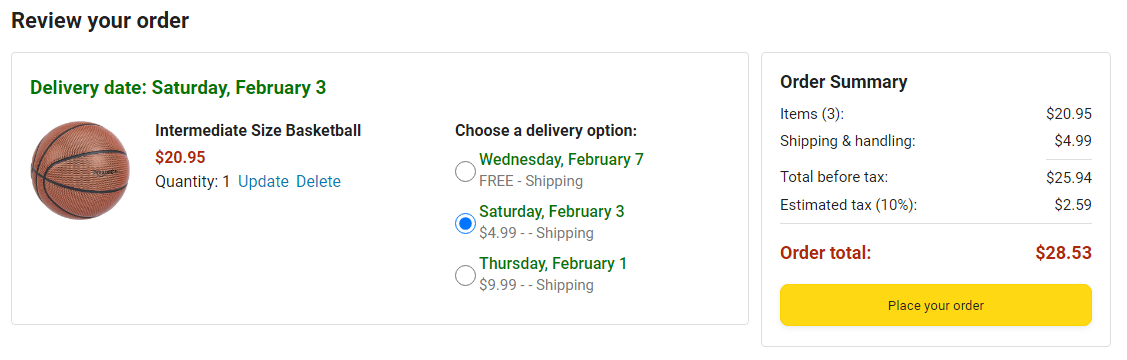 Review your order
Delivery date: Saturday, February 3
Intermediate Size Basketball
$20.95
Quantity: 1 Update Delete
Choose a delivery option:
Wednesday, February 7
FREE - Shipping
Saturday, February 3
$4.99 - - Shipping
Thursday, February 1
$9.99 - - Shipping
Order Summary
Items (3): $20.95
Shipping & handling: $4.99
Total before tax: $25.94
Estimated tax (10%): $2.59
Order total: $28.53
Place your order